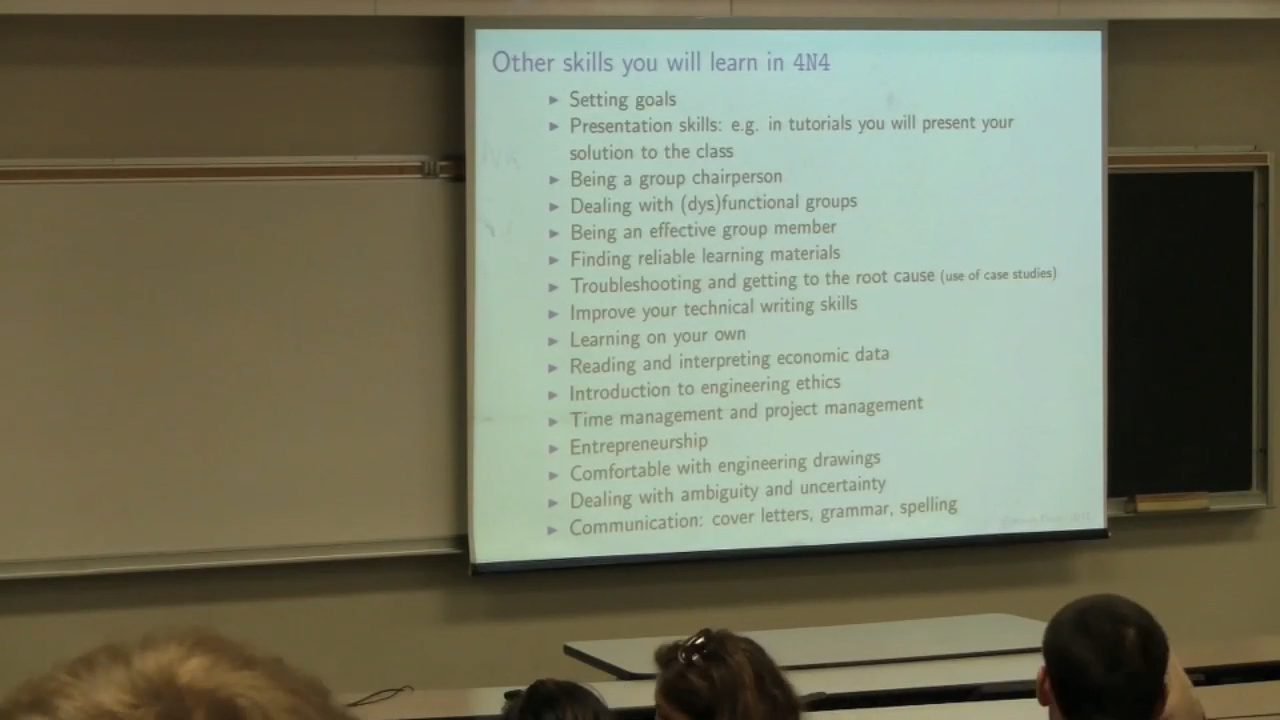 Other skills you will learn in 4N4
► Setting goals
► Presentation skills: e.g. in tutorials you will present your
solution to the class
► Being a group chairperson
► Dealing with (dys)functional groups
► Being an effective group member
► Finding reliable learning materials
► Troubleshooting and getting to the root cause (use of case studies)
► Improve your technical writing skills
► Learning on your own
► Reading and interpreting economic data
► Introduction to engineering ethics
► Time management and project management
► Entrepreneurship
► Comfortable with engineering drawings
► Dealing with ambiguity and uncertainty
► Communication: cover letters, grammar, spelling